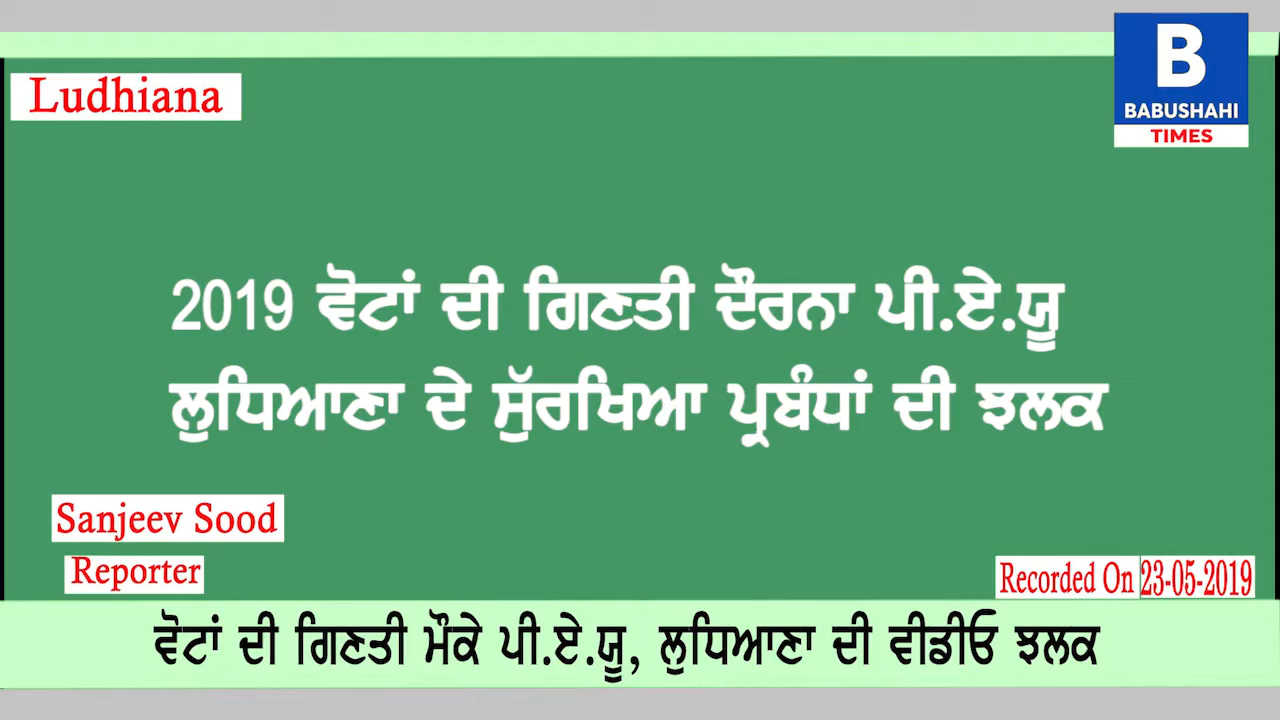 Ludhiana
B
BABUSHAHI
TIMES
2019 ਵੋਟਾਂ ਦੀ ਗਿਣਤੀ ਦੌਰਨਾ ਪੀ.ਏ.ਯੂ
ਲੁਧਿਆਣਾ ਦੇ ਸੁੱਰਖਿਆ ਪ੍ਰਬੰਧਾਂ ਦੀ ਝਲਕ
Sanjeev Sood
Reporter
Recorded On 23-05-2019
ਵੋਟਾਂ ਦੀ ਗਿਣਤੀ ਮੌਕੇ ਪੀ.ਏ.ਯੂ, ਲੁਧਿਆਣਾ ਦੀ ਵੀਡੀਓ ਝਲਕ